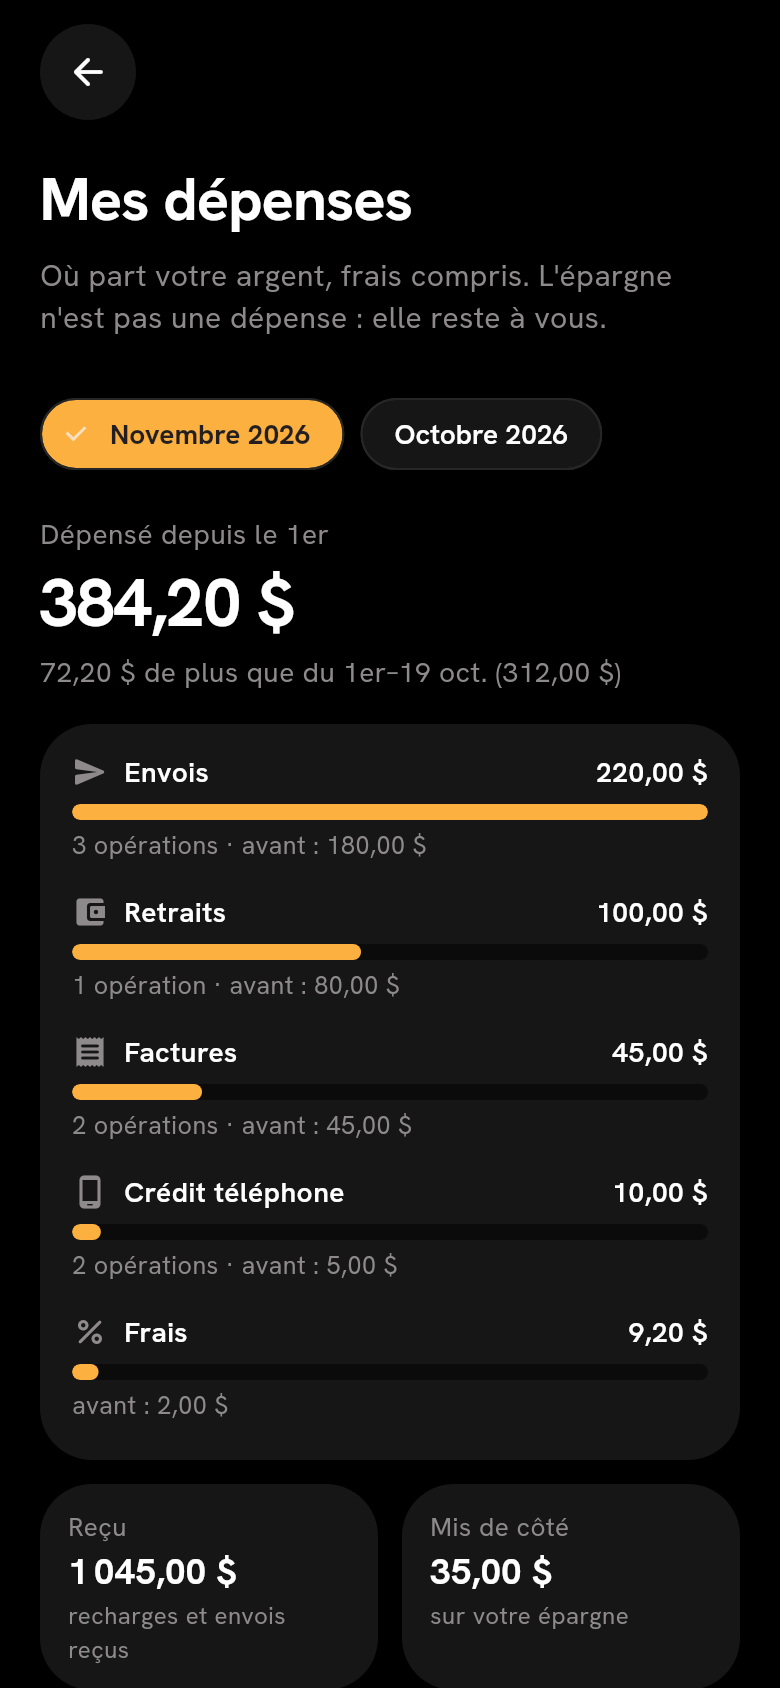 Mes dépenses
Où part votre argent, frais compris. L'épargne
n'est pas une dépense : elle reste à vous.
Novembre 2026
Octobre 2026
Dépensé depuis le 1er
384,20 $
72,20 $ de plus que du 1er–19 oct. (312,00 $)
Envois 220,00 $
3 opérations · avant : 180,00 $
Retraits 100,00 $
1 opération · avant : 80,00 $
Factures 45,00 $
2 opérations · avant : 45,00 $
Crédit téléphone 10,00 $
2 opérations · avant : 5,00 $
Frais 9,20 $
avant : 2,00 $
Reçu
1 045,00 $
recharges et envois
reçus
Mis de côté
35,00 $
sur votre épargne